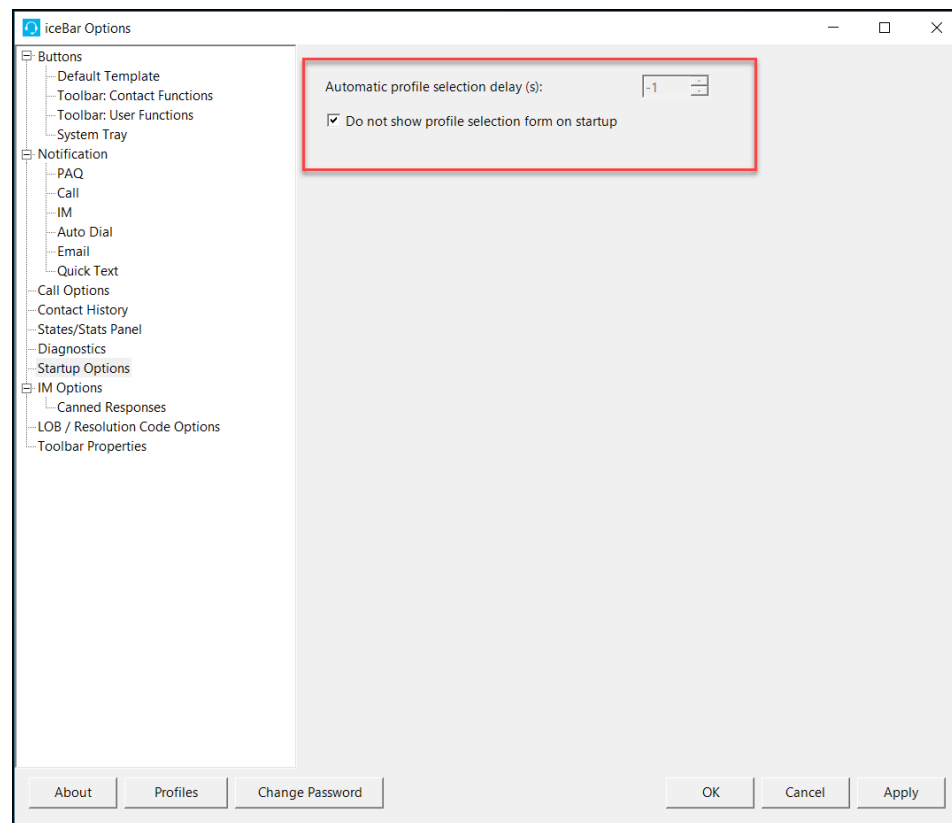 iceBar Options
Buttons
Default Template
Toolbar: Contact Functions
Toolbar: User Functions
System Tray
Notification
PAQ
Call
IM
Auto Dial
Email
Quick Text
Call Options
Contact History
States/Stats Panel
Diagnostics
Startup Options
IM Options
Canned Responses
LOB / Resolution Code Options
Toolbar Properties
Automatic profile selection delay (s): -1
Do not show profile selection form on startup
About Profiles Change Password OK Cancel Apply